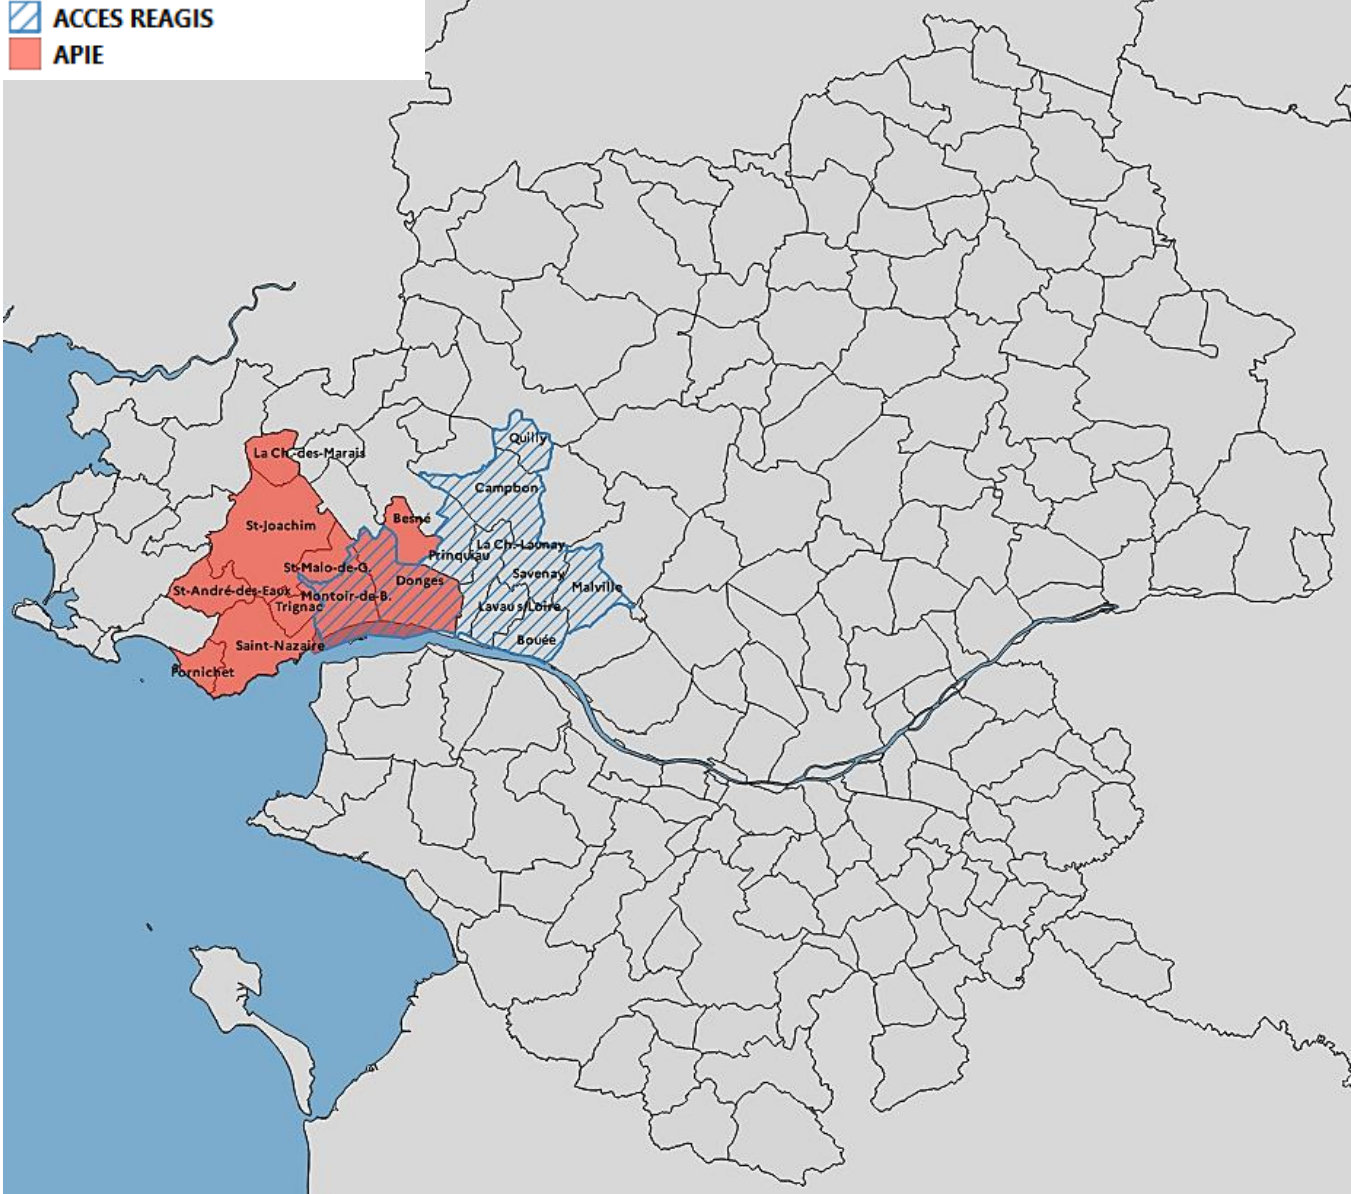 ACCES REAGIS
APIE
Quilly
La Ch.-des-Marais
Campbon
Besné
St-Joachim
La Ch.-Launay
Prinquiau
St-Malo-de-G.
Savenay
Donges
Malville
St-André-des-Eaux
Montoir-de-B.
Trignac
Lavau s/Loire
Bouée
Saint-Nazaire
Pornichet